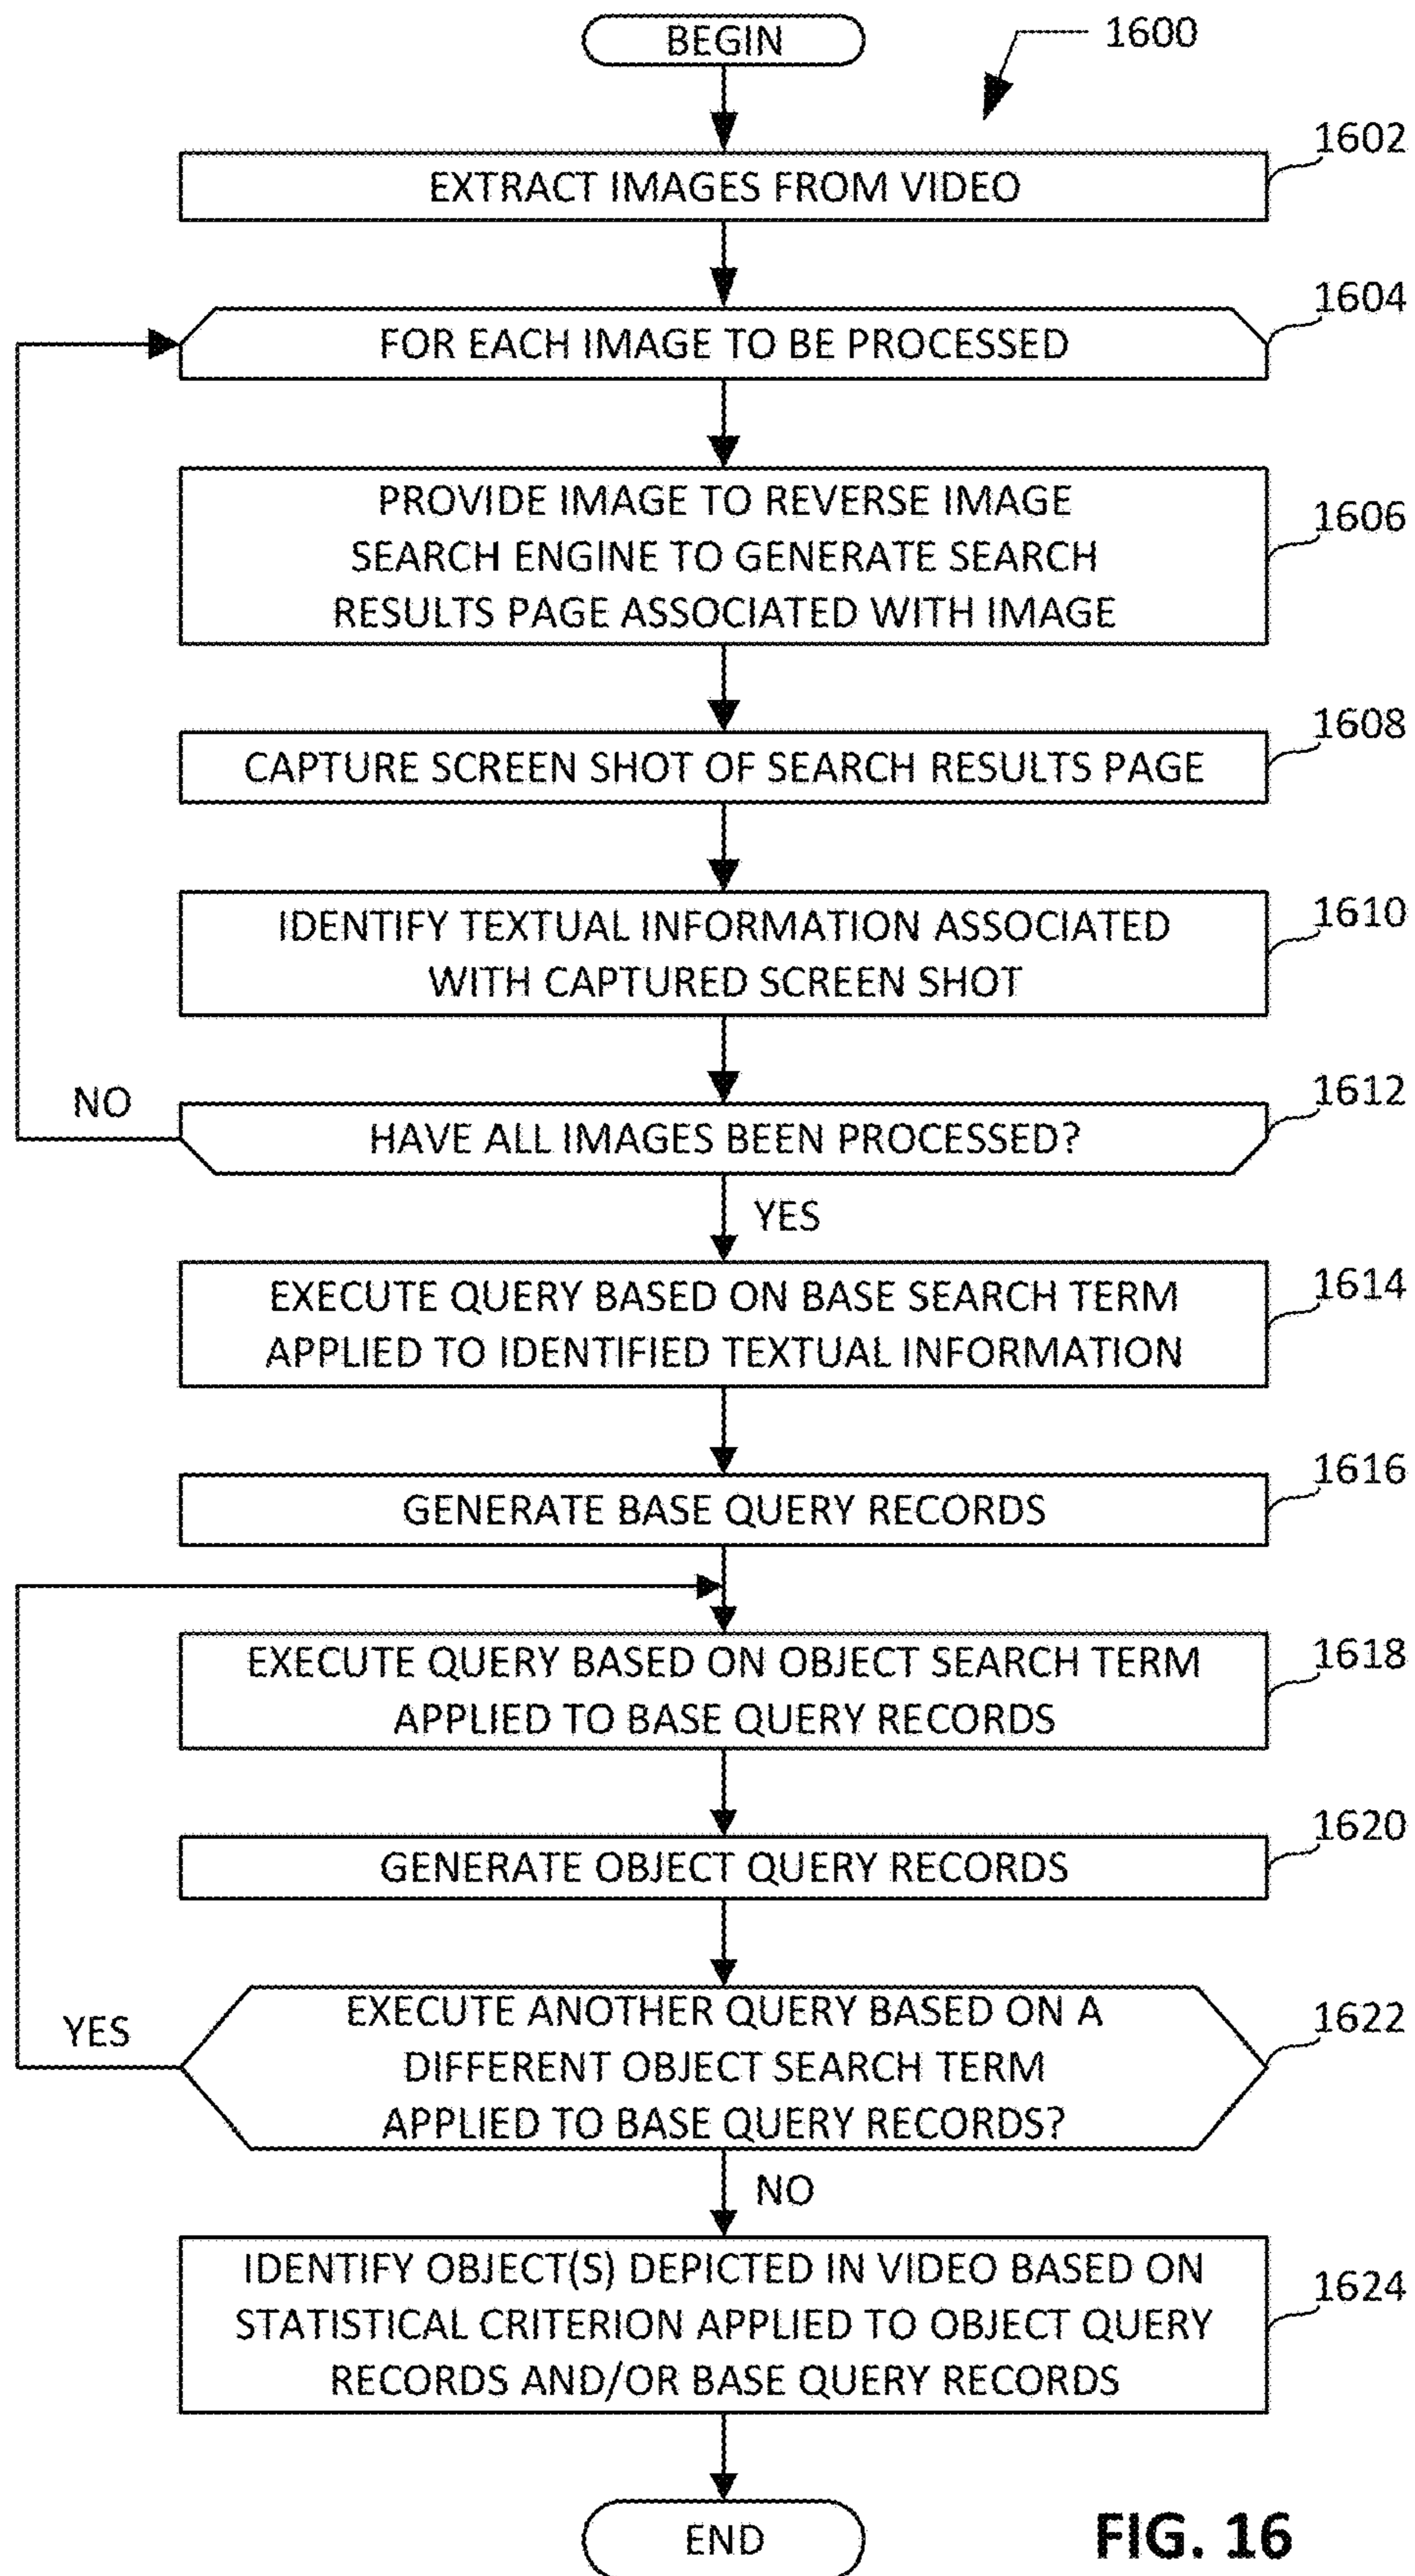 BEGIN
1600
EXTRACT IMAGES FROM VIDEO
1602
FOR EACH IMAGE TO BE PROCESSED
1604
PROVIDE IMAGE TO REVERSE IMAGE
SEARCH ENGINE TO GENERATE SEARCH
RESULTS PAGE ASSOCIATED WITH IMAGE
1606
CAPTURE SCREEN SHOT OF SEARCH RESULTS PAGE
1608
IDENTIFY TEXTUAL INFORMATION ASSOCIATED
WITH CAPTURED SCREEN SHOT
1610
NO
HAVE ALL IMAGES BEEN PROCESSED?
1612
YES
EXECUTE QUERY BASED ON BASE SEARCH TERM
APPLIED TO IDENTIFIED TEXTUAL INFORMATION
1614
GENERATE BASE QUERY RECORDS
1616
EXECUTE QUERY BASED ON OBJECT SEARCH TERM
APPLIED TO BASE QUERY RECORDS
1618
GENERATE OBJECT QUERY RECORDS
1620
YES
EXECUTE ANOTHER QUERY BASED ON A
DIFFERENT OBJECT SEARCH TERM
APPLIED TO BASE QUERY RECORDS?
1622
NO
IDENTIFY OBJECT(S) DEPICTED IN VIDEO BASED ON
STATISTICAL CRITERION APPLIED TO OBJECT QUERY
RECORDS AND/OR BASE QUERY RECORDS
1624
END
FIG. 16